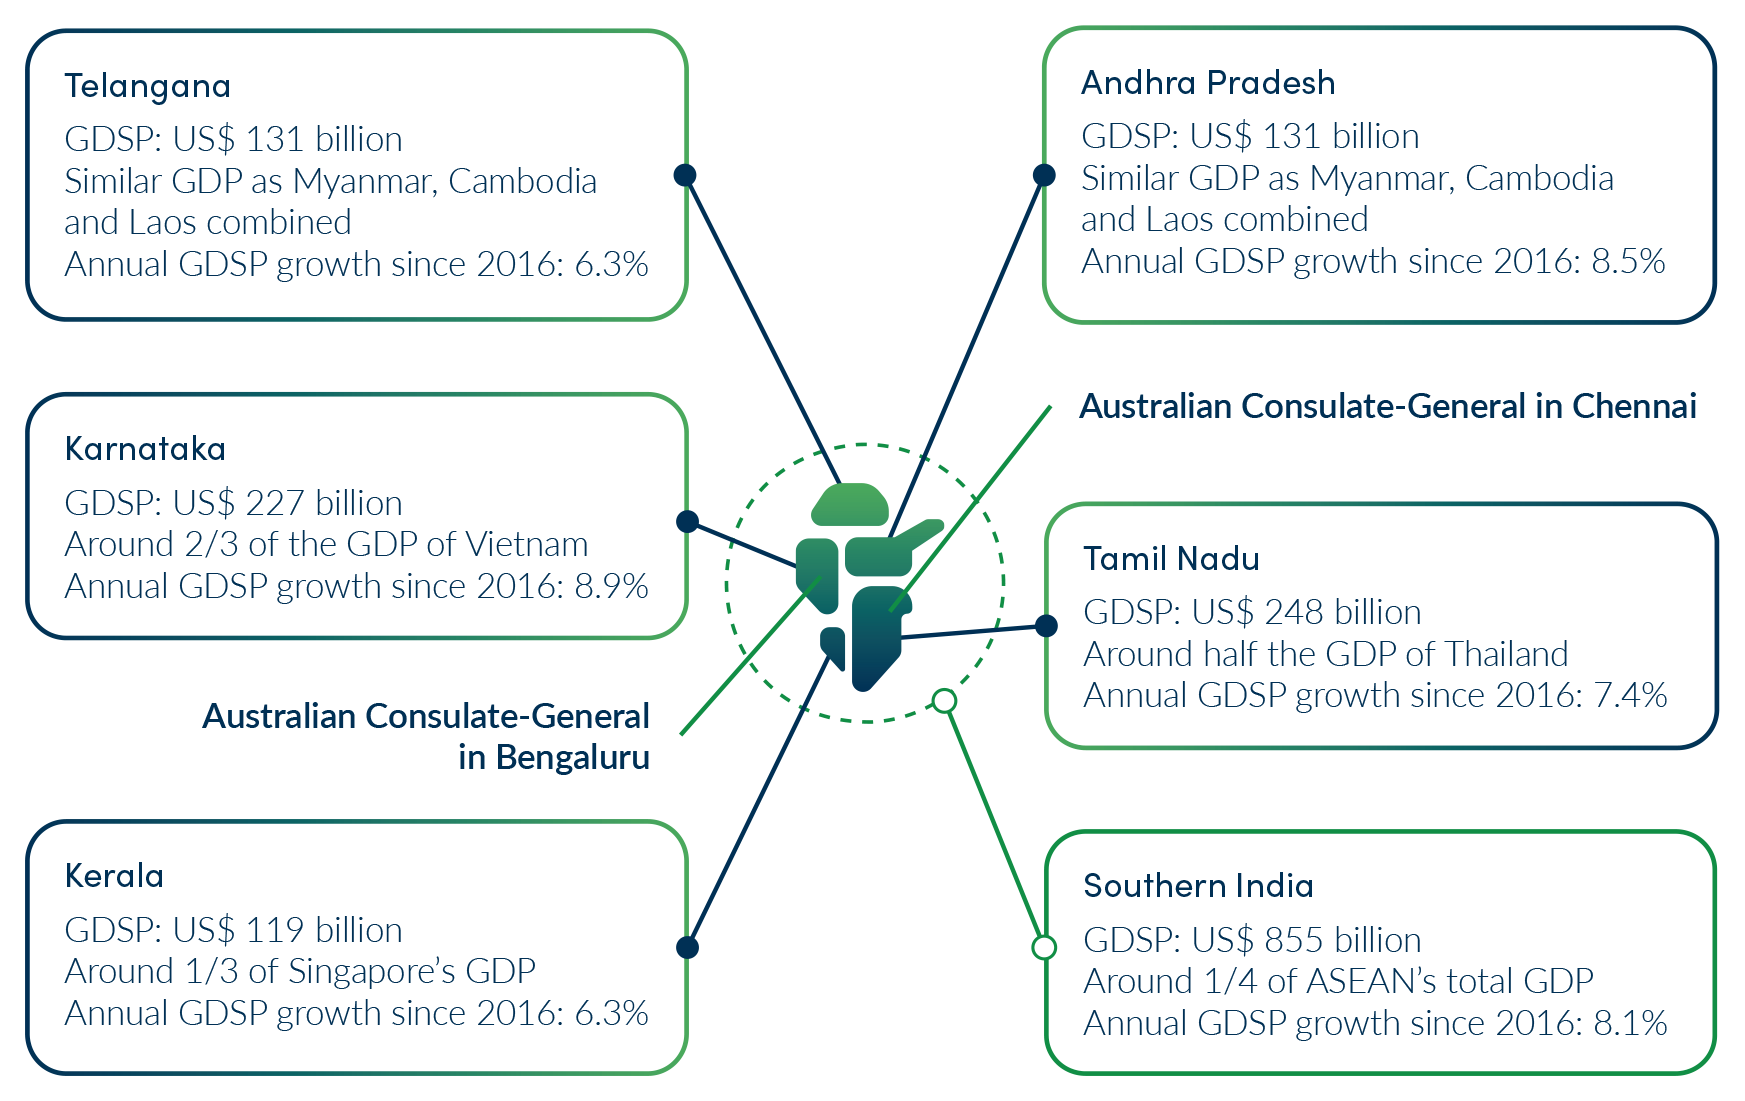 Telangana
GDSP: US$ 131 billion
Similar GDP as Myanmar, Cambodia
and Laos combined
Annual GDSP growth since 2016: 6.3%
Andhra Pradesh
GDSP: US$ 131 billion
Similar GDP as Myanmar, Cambodia
and Laos combined
Annual GDSP growth since 2016: 8.5%
Karnataka
GDSP: US$ 227 billion
Around 2/3 of the GDP of Vietnam
Annual GDSP growth since 2016: 8.9%
Australian Consulate-General in Chennai
Tamil Nadu
GDSP: US$ 248 billion
Around half the GDP of Thailand
Annual GDSP growth since 2016: 7.4%
Australian Consulate-General
in Bengaluru
Kerala
GDSP: US$ 119 billion
Around 1/3 of Singapore’s GDP
Annual GDSP growth since 2016: 6.3%
Southern India
GDSP: US$ 855 billion
Around 1/4 of ASEAN’s total GDP
Annual GDSP growth since 2016: 8.1%